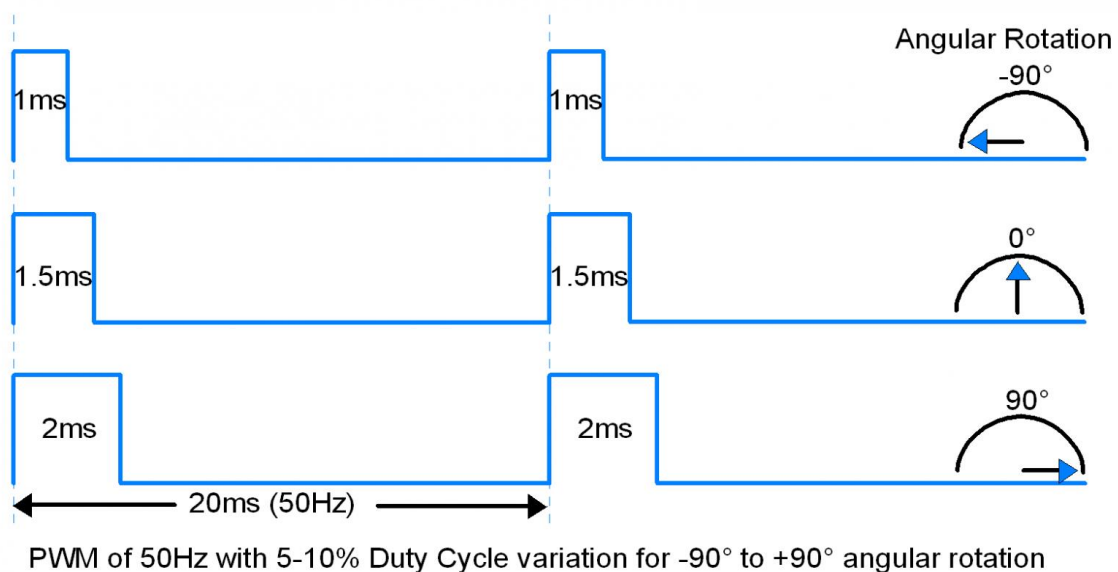 Angular Rotation
-90°
1ms
1ms
0°
1.5ms
1.5ms
90°
2ms
2ms
20ms (50Hz)
PWM of 50Hz with 5-10% Duty Cycle variation for -90° to +90° angular rotation